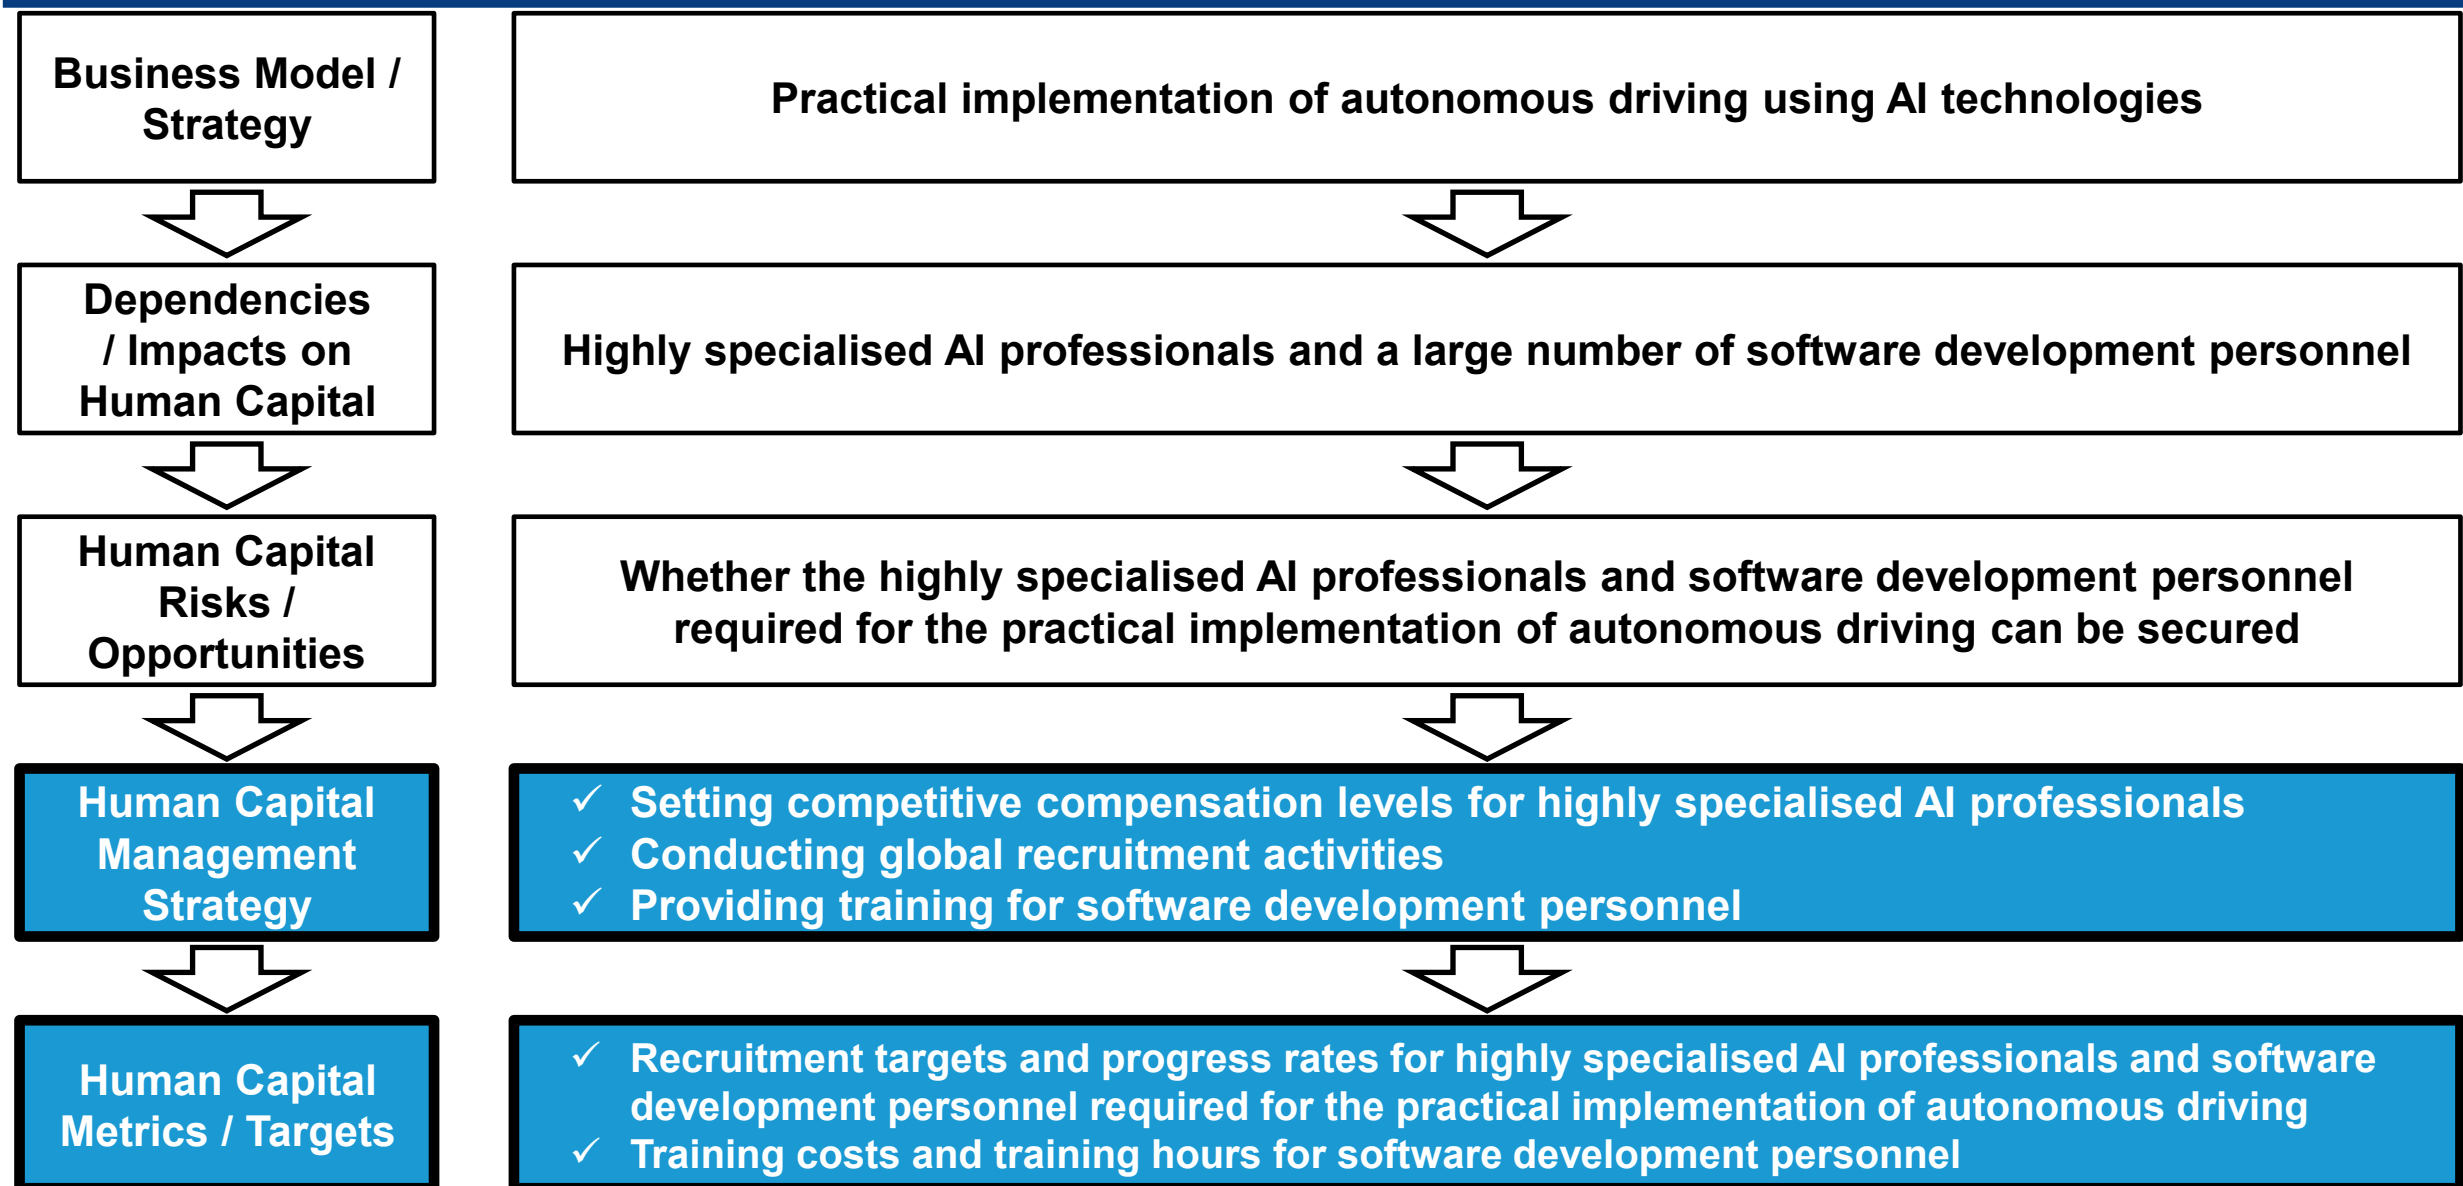 Business Model /
Strategy
Practical implementation of autonomous driving using AI technologies
Dependencies
/ Impacts on
Human Capital
Highly specialised AI professionals and a large number of software development personnel
Human Capital
Risks /
Opportunities
Whether the highly specialised AI professionals and software development personnel
required for the practical implementation of autonomous driving can be secured
Human Capital
Management
Strategy
✓ Setting competitive compensation levels for highly specialised AI professionals
✓ Conducting global recruitment activities
✓ Providing training for software development personnel
Human Capital
Metrics / Targets
✓ Recruitment targets and progress rates for highly specialised AI professionals and software
development personnel required for the practical implementation of autonomous driving
✓ Training costs and training hours for software development personnel